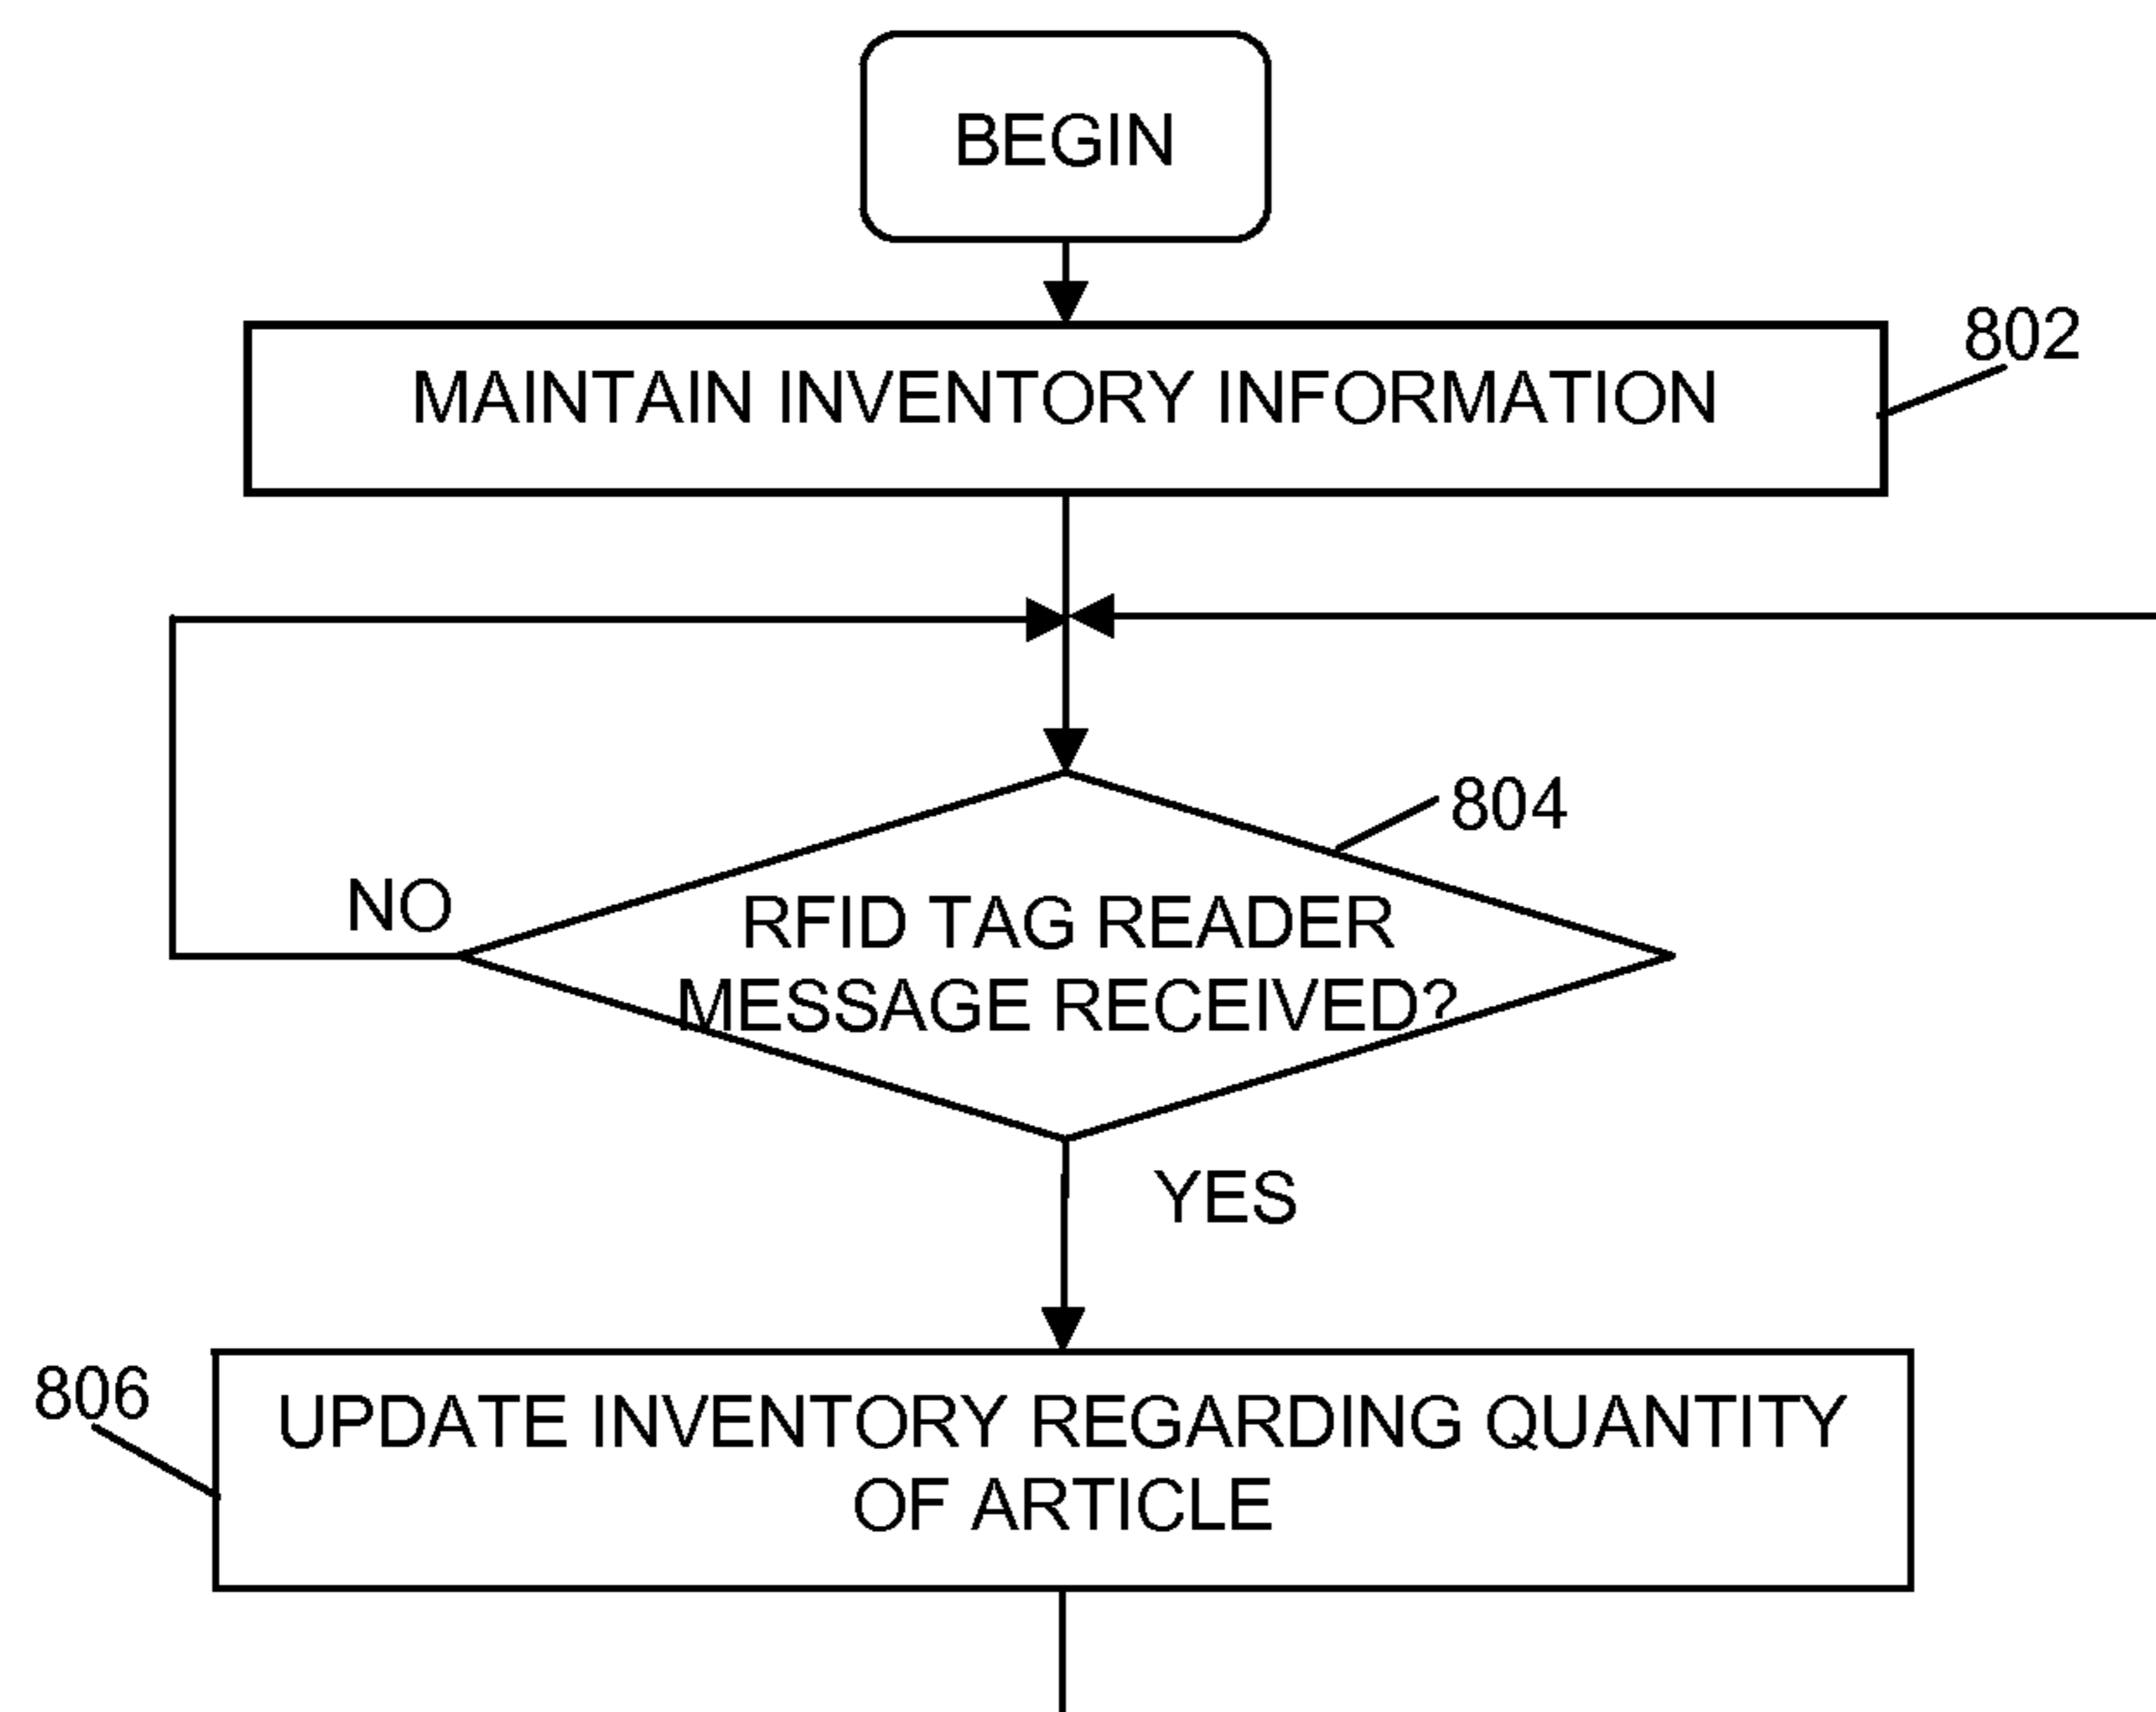 BEGIN
MAINTAIN INVENTORY INFORMATION
802
804
NO
RFID TAG READER
MESSAGE RECEIVED?
YES
806
UPDATE INVENTORY REGARDING QUANTITY
OF ARTICLE